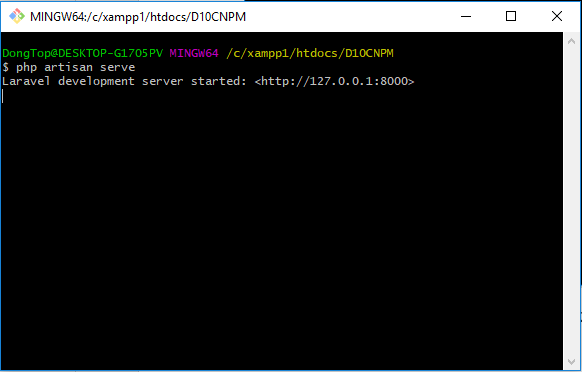 MINGW64:/c/xampp1/htdocs/D10CNPM
DongTop@DESKTOP-G1705PV MINGW64 /c/xampp1/htdocs/D10CNPM
$ php artisan serve
Laravel development server started: <http://127.0.0.1:8000>